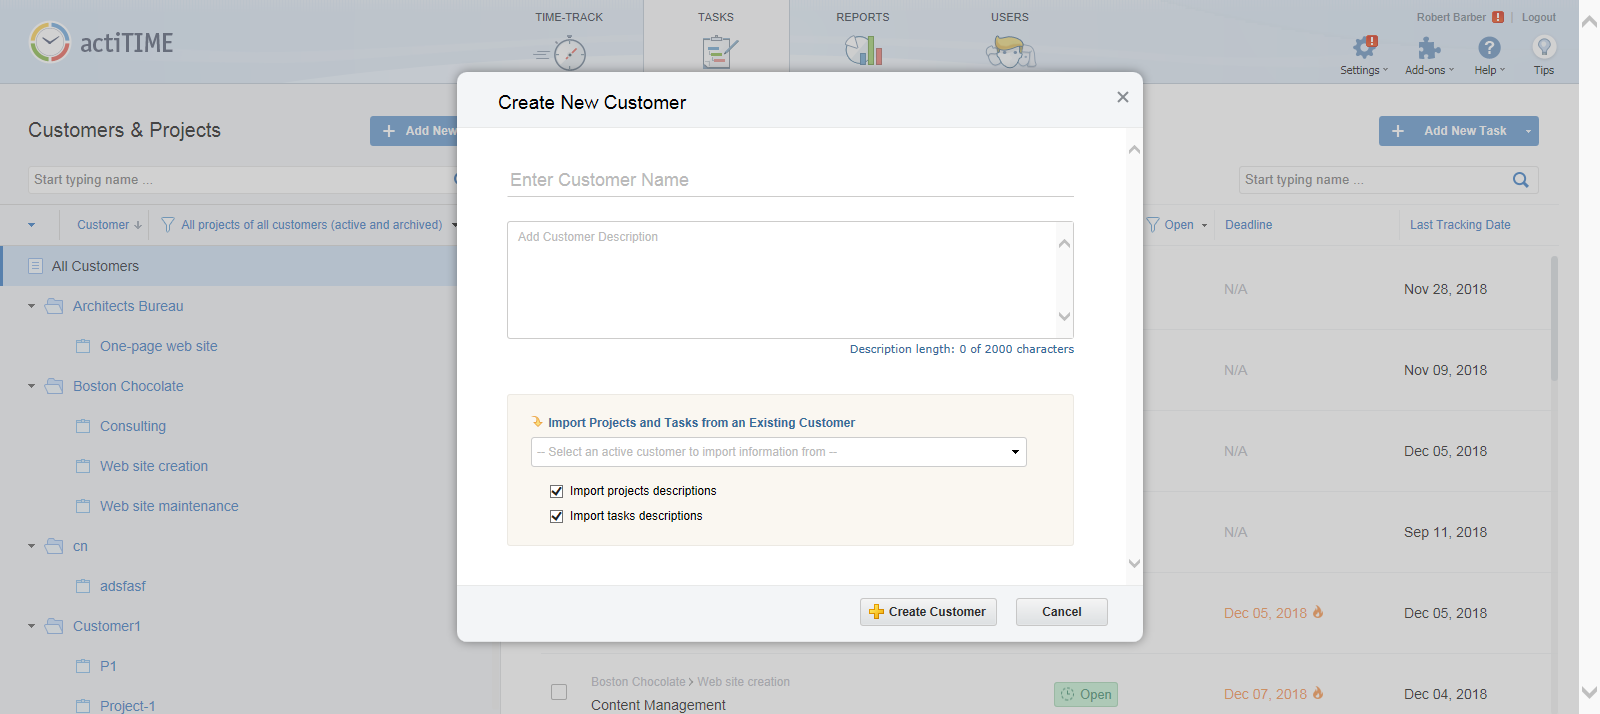 TIME-TRACK
TASKS
REPORTS
USERS
Robert Barber
Logout
actiTIME
Settings
Add-ons
Help
Tips
Create New Customer
Customers & Projects
Add New
Add New Task
Start typing name ...
Enter Customer Name
Start typing name ...
Customer
All projects of all customers (active and archived)
Open
Deadline
Last Tracking Date
Add Customer Description
All Customers
N/A
Nov 28, 2018
Architects Bureau
One-page web site
Description length: 0 of 2000 characters
N/A
Nov 09, 2018
Boston Chocolate
Consulting
Import Projects and Tasks from an Existing Customer
-- Select an active customer to import information from --
N/A
Dec 05, 2018
Web site creation
Import projects descriptions
Web site maintenance
Import tasks descriptions
N/A
Sep 11, 2018
cn
adsfasf
Create Customer
Cancel
Dec 05, 2018
Dec 05, 2018
Customer1
P1
Boston Chocolate > Web site creation
Content Management
Open
Dec 07, 2018
Dec 04, 2018
Project-1